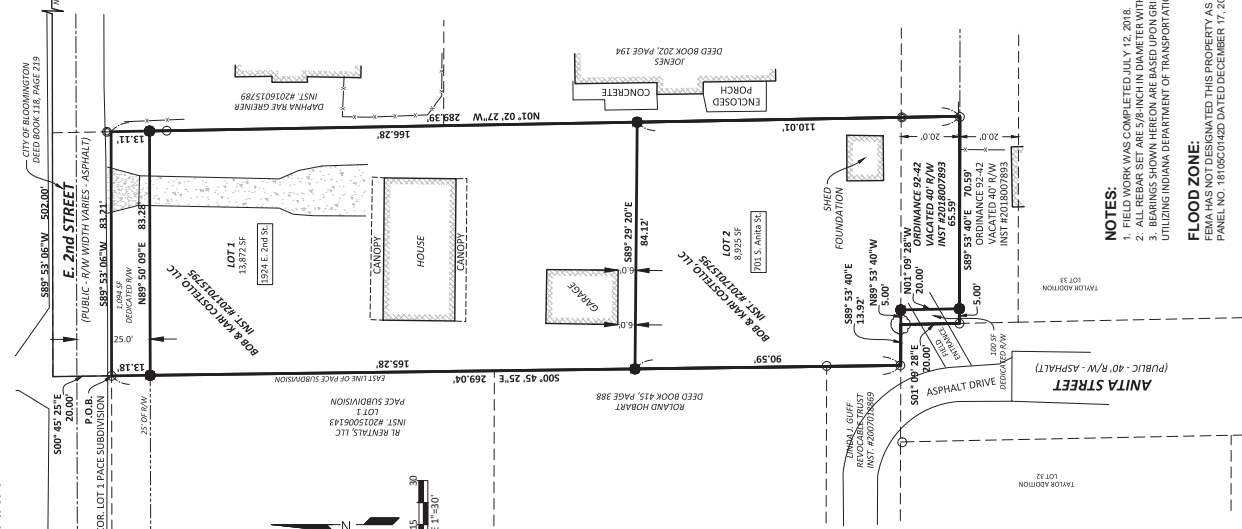 CITY OF BLOOMINGTON
DEED BOOK 118, PAGE 219
S89° 53' 06"W 502.00'
E. 2nd STREET
(PUBLIC - R/W WIDTH VARIES - ASPHALT)
S89° 53' 06"W 83.21'
1,094 SF
DEDICATED R/W
N89° 50' 09"E 83.28'
25.0'
13.11'
13.18'
S00° 45' 25"E
20.00'
P.O.B.
COR. LOT 1 PACE SUBDIVISION
25' OF R/W
DAPHNA RAE GREINER
INST. #2016015789
JOENES
DEED BOOK 202, PAGE 194
CONCRETE
ENCLOSED
PORCH
N01° 02' 27"W 289.39'
166.28'
110.01'
LOT 1
13,872 SF
1924 E. 2nd St.
BOB & KARI COSTELLO, LLC
INST. #2017015795
CANOPY
HOUSE
CANOPY
GARAGE
6.0'
6.0'
S89° 29' 20"E
84.12'
LOT 2
8,925 SF
701 S. Anita St.
BOB & KARI COSTELLO, LLC
INST. #2017015795
SHED
FOUNDATION
20.0'
20.0'
ORDINANCE 92-42
VACATED 40' R/W
INST #2018007893
65.59'
S89° 53' 40"E 70.59'
ORDINANCE 92-42
VACATED 40' R/W
INST #2018007893
S89° 53' 40"E
13.92'
N89° 53' 40"W
5.00'
N01° 09' 28"W
20.00'
5.00'
S01° 09' 28"E
20.00'
FIELD
ENTRANCE
100 SF
DEDICATED R/W
ASPHALT DRIVE
ANITA STREET
(PUBLIC - 40' R/W - ASPHALT)
LOT 33
TAYLOR ADDITION
LOT 32
TAYLOR ADDITION
LINDA J. GUFF
REVOCABLE TRUST
INST. #2007018869
165.28'
90.59'
S00° 45' 25"E 269.04'
EAST LINE OF PACE SUBDIVISION
RL RENTALS, LLC
INST. #2015006143
LOT 1
PACE SUBDIVISION
ROLAND HOBART
DEED BOOK 415, PAGE 388
N
15
30
1"=30'
NOTES:
1. FIELD WORK WAS COMPLETED JULY 12, 2018.
2. ALL REBAR SET ARE 5/8-INCH IN DIAMETER WITH
3. BEARINGS SHOWN HEREON ARE BASED UPON GRI
UTILIZING INDIANA DEPARTMENT OF TRANSPORTATIO
FLOOD ZONE:
FEMA HAS NOT DESIGNATED THIS PROPERTY AS
PANEL NO. 18105C0142D DATED DECEMBER 17, 20